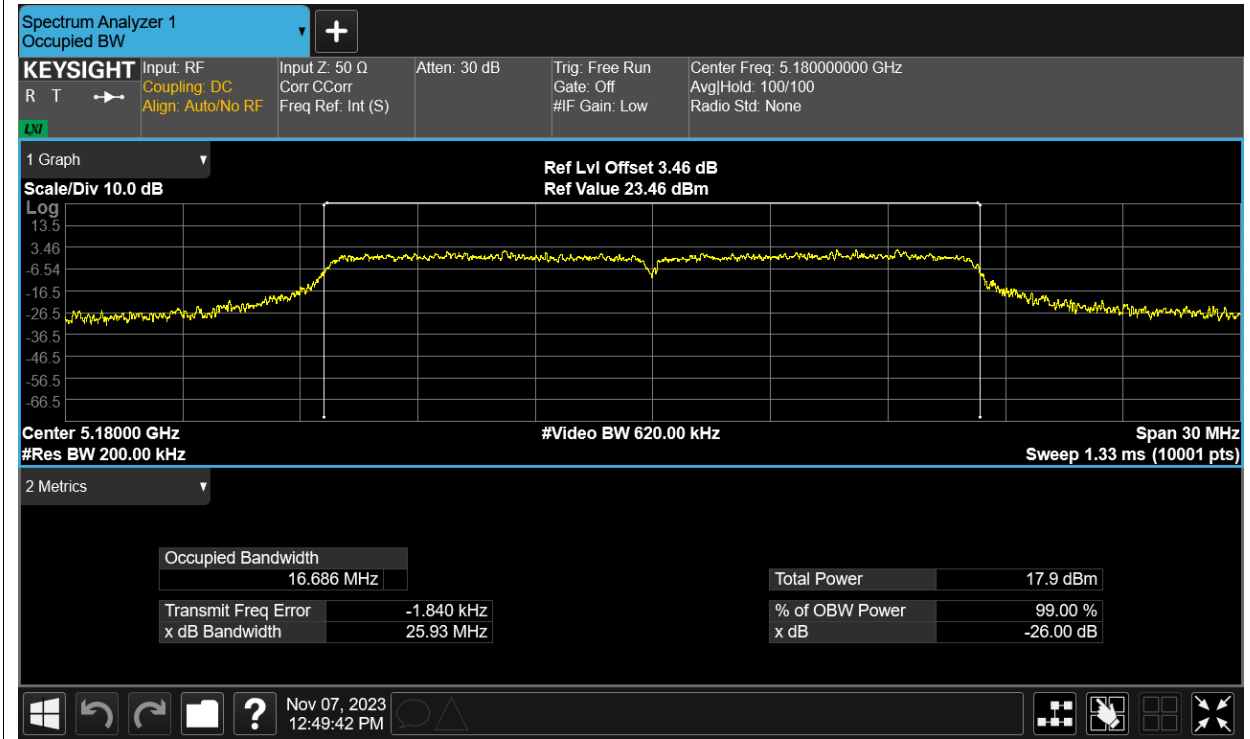 Spectrum Analyzer 1
Occupied BW
KEYSIGHT
R T
LXI
Input: RF
Coupling: DC
Align: Auto/No RF
Input Z: 50 Ω
Corr CCorr
Freq Ref: Int (S)
Atten: 30 dB
Trig: Free Run
Gate: Off
#IF Gain: Low
Center Freq: 5.180000000 GHz
Avg|Hold: 100/100
Radio Std: None
1 Graph
Scale/Div 10.0 dB
Ref Lvl Offset 3.46 dB
Ref Value 23.46 dBm
Log
13.5
3.46
-6.54
-16.5
-26.5
-36.5
-46.5
-56.5
-66.5
Center 5.18000 GHz
#Video BW 620.00 kHz
Span 30 MHz
#Res BW 200.00 kHz
Sweep 1.33 ms (10001 pts)
2 Metrics
Occupied Bandwidth
16.686 MHz
Total Power 17.9 dBm
Transmit Freq Error -1.840 kHz
% of OBW Power 99.00 %
x dB Bandwidth 25.93 MHz
x dB -26.00 dB
?
Nov 07, 2023
12:49:42 PM